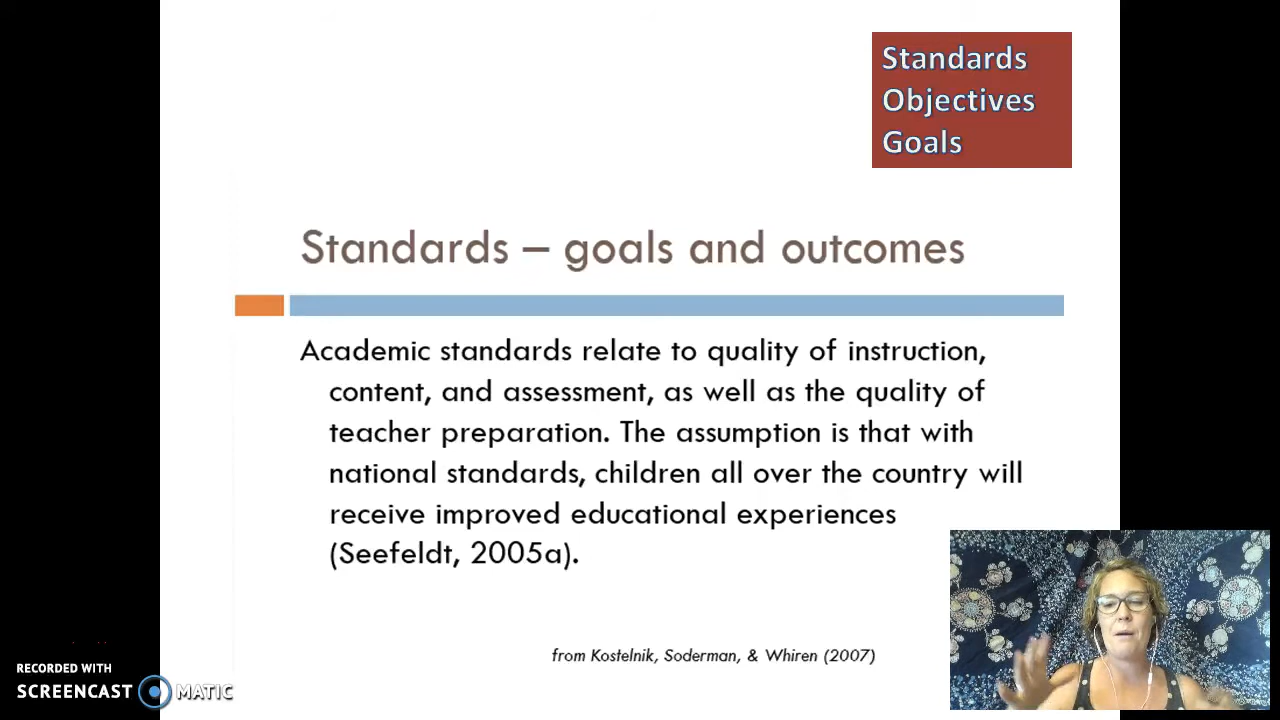 Standards
Objectives
Goals
Standards – goals and outcomes
Academic standards relate to quality of instruction,
content, and assessment, as well as the quality of
teacher preparation. The assumption is that with
national standards, children all over the country will
receive improved educational experiences
(Seefeldt, 2005a).
from Kostelnik, Soderman, & Whiren (2007)
RECORDED WITH
SCREENCAST MATIC